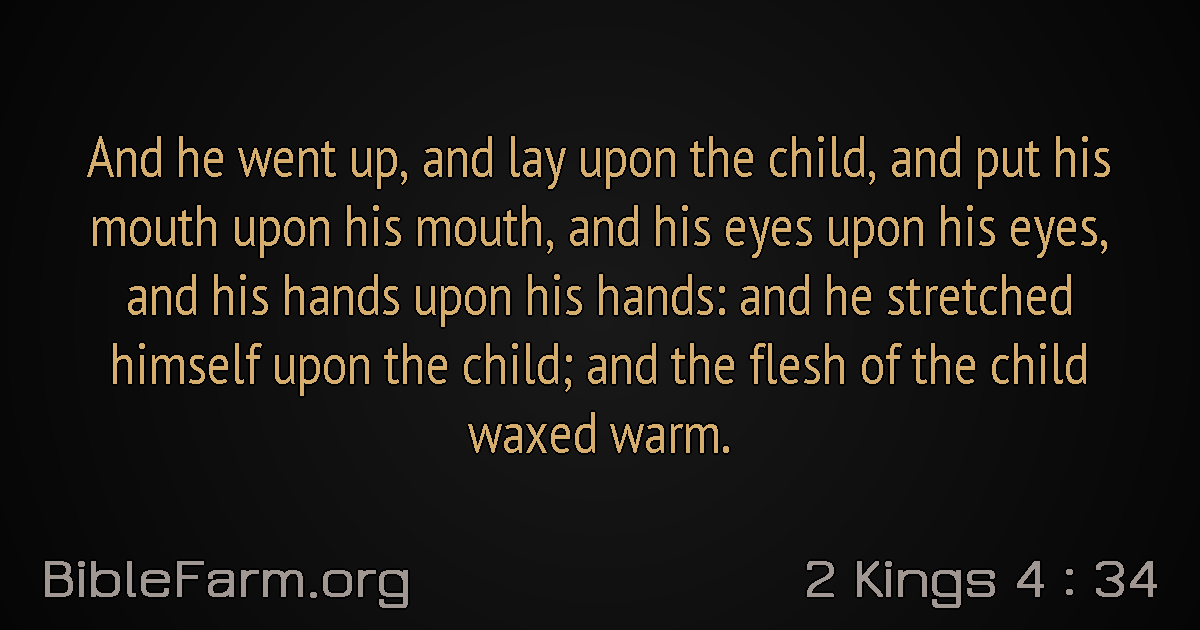 And he went up, and lay upon the child, and put his
mouth upon his mouth, and his eyes upon his eyes,
and his hands upon his hands: and he stretched
himself upon the child; and the flesh of the child
waxed warm.
BibleFarm.org
2 Kings 4 : 34